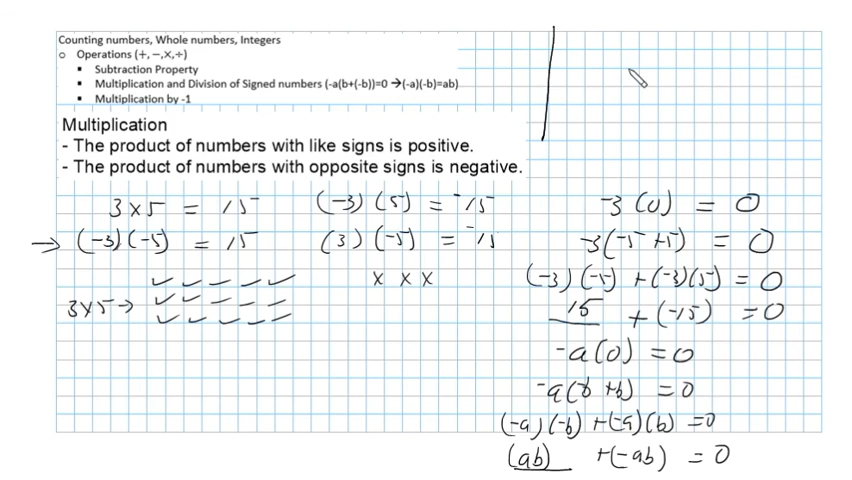 Counting numbers, Whole numbers, Integers
o Operations (+, −,x,÷)
▪ Subtraction Property
▪ Multiplication and Division of Signed numbers (-a(b+(-b))=0 →(-a)(-b)=ab)
▪ Multiplication by -1
Multiplication
- The product of numbers with like signs is positive.
- The product of numbers with opposite signs is negative.
3 x 5 = 15
(-3)(5) = -15
-3 (0) = 0
→ (-3)(-5) = 15
(3)(-5) = -15
-3(-5 +5) = 0
x x x
(-3)(-5) + (-3)(5) = 0
3x5 →
15 + (-15) = 0
-a(0) = 0
-a(-b +b) = 0
(-a)(-b) + (-a)(b) = 0
(ab) + (-ab) = 0